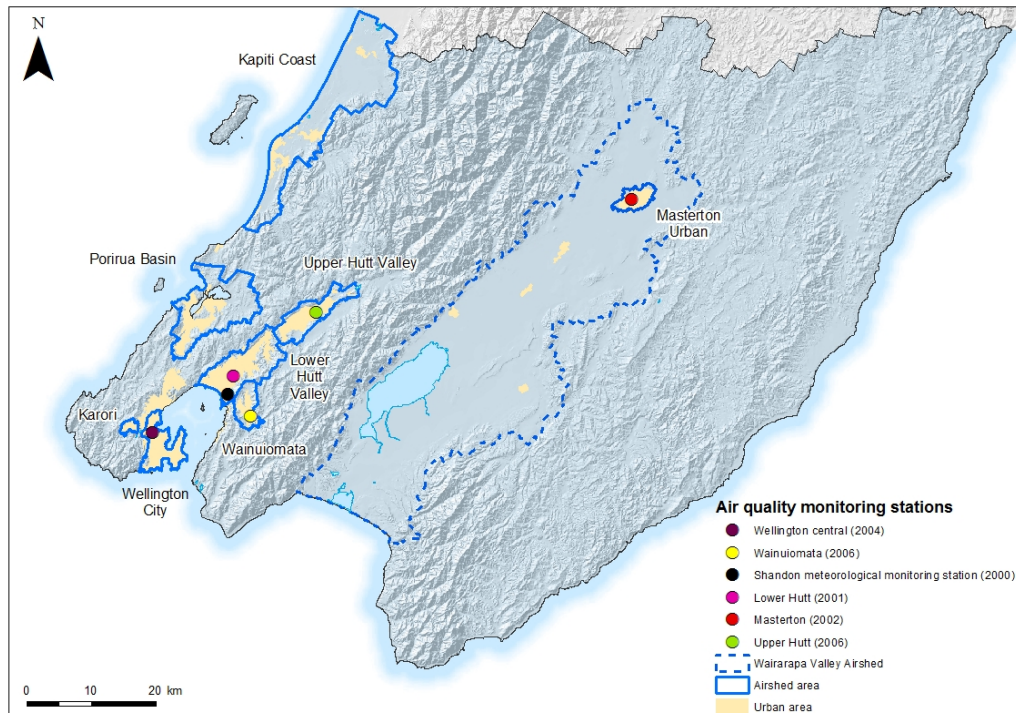 N
Kapiti Coast
Masterton
Urban
Porirua Basin
Upper Hutt Valley
Lower
Hutt
Valley
Karori
Wainuiomata
Wellington
City
Air quality monitoring stations
Wellington central (2004)
Wainuiomata (2006)
Shandon meteorological monitoring station (2000)
Lower Hutt (2001)
Masterton (2002)
Upper Hutt (2006)
Wairarapa Valley Airshed
Airshed area
Urban area
0 10 20 km